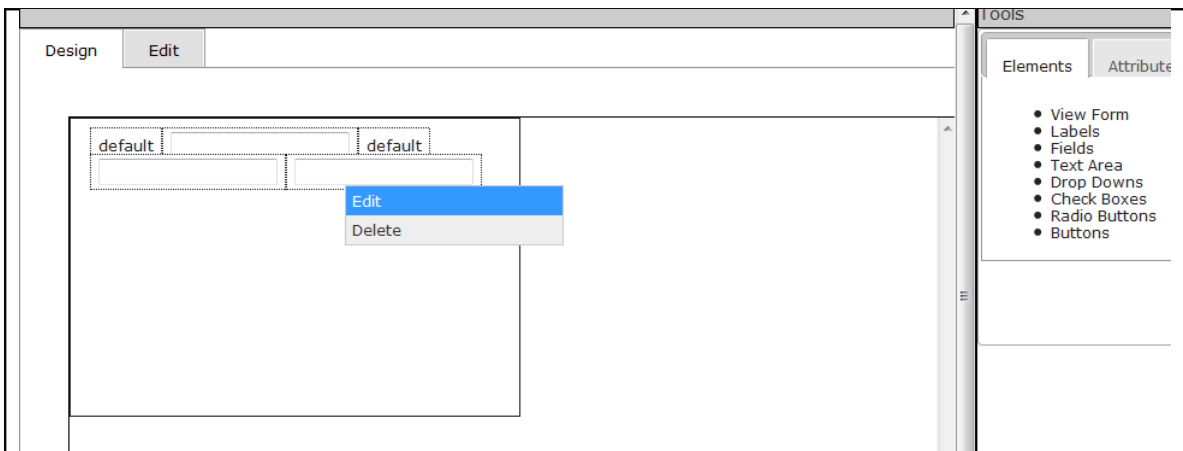 Tools
Design Edit
Elements Attribute
default default
Edit
Delete
View Form
Labels
Fields
Text Area
Drop Downs
Check Boxes
Radio Buttons
Buttons